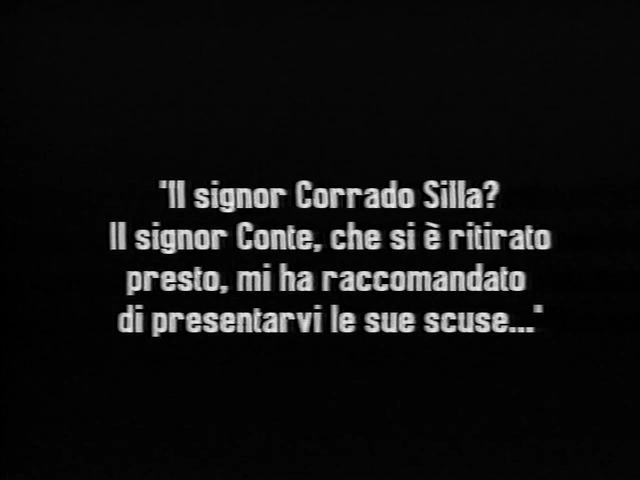 "Il signor Corrado Silla?
Il signor Conte, che si è ritirato
presto, mi ha raccomandato
di presentarvi le sue scuse..."